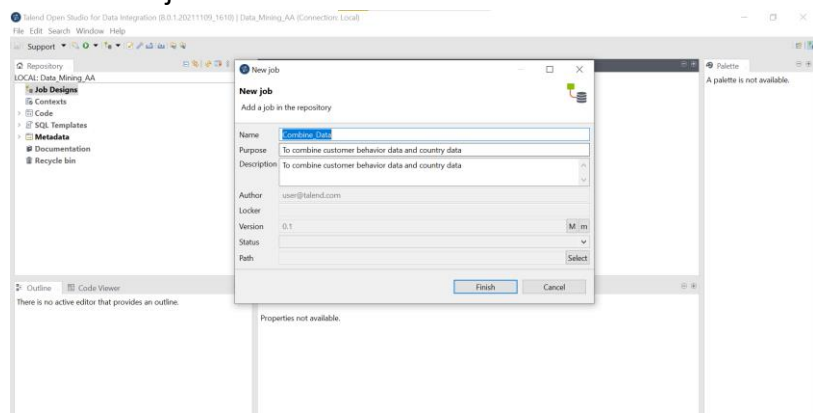 Talend Open Studio for Data Integration (8.0.1.20211109_1610) | Data_Mining_AA (Connection: Local)
File Edit Search Window Help
Support
Repository
LOCAL: Data_Mining_AA
Job Designs
Contexts
Code
SQL Templates
Metadata
Documentation
Recycle bin
New job
New job
Add a job in the repository
Name Combine_Data
Purpose To combine customer behavior data and country data
Description To combine customer behavior data and country data
Author user@talend.com
Locker
Version 0.1 M m
Status
Path Select
Finish Cancel
Palette
A palette is not available.
Outline Code Viewer
There is no active editor that provides an outline.
Properties not available.